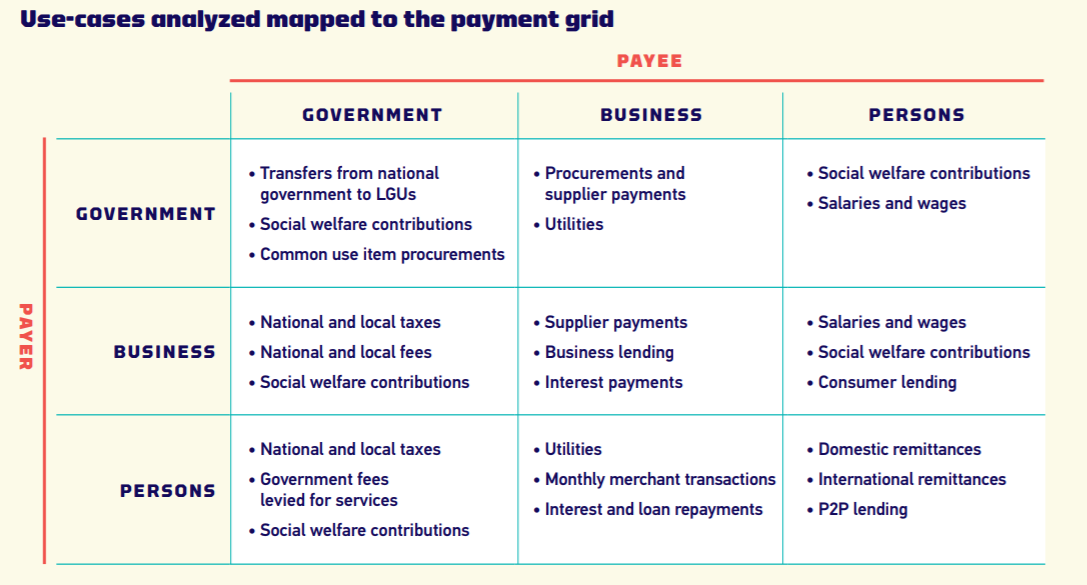 Use-cases analyzed mapped to the payment grid
PAYEE
GOVERNMENT
BUSINESS
PERSONS
PAYER
GOVERNMENT
• Transfers from national
government to LGUs
• Social welfare contributions
• Common use item procurements
• Procurements and
supplier payments
• Utilities
• Social welfare contributions
• Salaries and wages
BUSINESS
• National and local taxes
• National and local fees
• Social welfare contributions
• Supplier payments
• Business lending
• Interest payments
• Salaries and wages
• Social welfare contributions
• Consumer lending
PERSONS
• National and local taxes
• Government fees
levied for services
• Social welfare contributions
• Utilities
• Monthly merchant transactions
• Interest and loan repayments
• Domestic remittances
• International remittances
• P2P lending